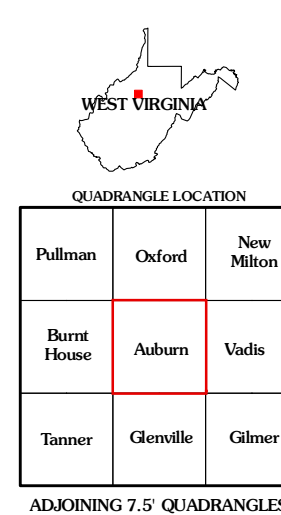 WEST VIRGINIA
QUADRANGLE LOCATION
Pullman Oxford New Milton
Burnt House Auburn Vadis
Tanner Glenville Gilmer
ADJOINING 7.5' QUADRANGLES